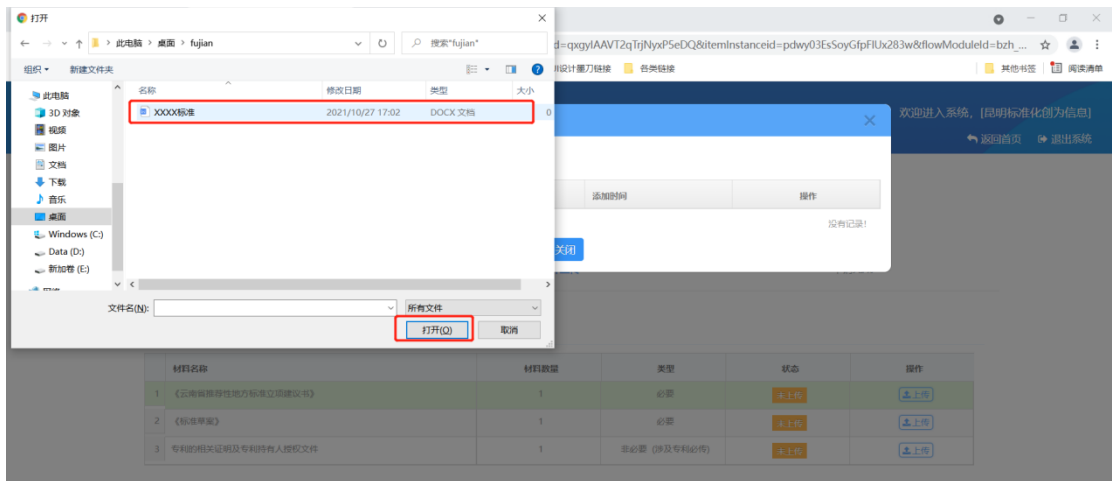 打开
此电脑 > 桌面 > fujian
搜索"fujian"
d=qxgyIAAVT2qTrjNyxP5eDQ&itemInstanceid=pdwy03EsSoyGfpFIUx283w&flowModuleId=bzh_...
组织 新建文件夹
设计墨刀链接 各类链接 其他书签 阅读清单
此电脑
3D 对象
视频
图片
文档
下载
音乐
桌面
Windows (C:)
Data (D:)
新加卷 (E:)
名称 修改日期 类型 大小
XXXX标准 2021/10/27 17:02 DOCX 文档 0
文件名(N): 所有文件
打开(O) 取消
欢迎进入系统, [昆明标准化创为信息]
返回首页 退出系统
添加时间 操作
没有记录!
关闭
材料名称 材料数量 类型 状态 操作
1 《云南省推荐性地方标准立项建议书》 1 必要 未上传 上传
2 《标准草案》 1 必要 未上传 上传
3 专利的相关证明及专利持有人授权文件 1 非必要 (涉及专利必传) 未上传 上传